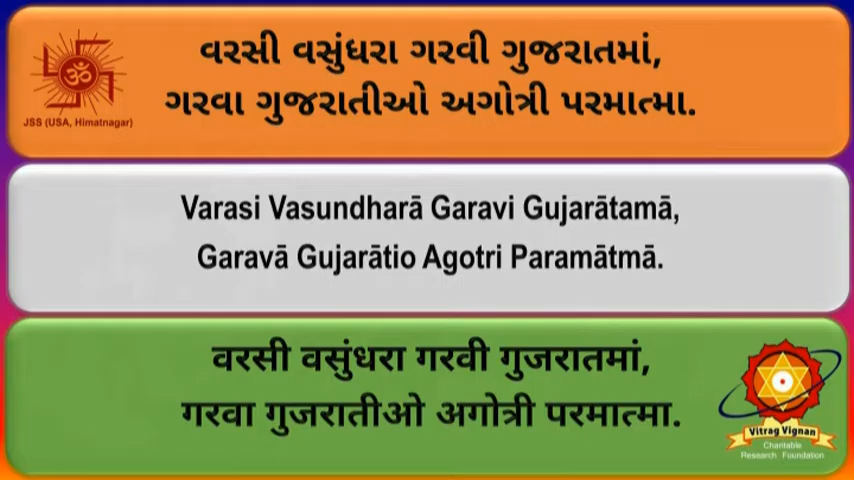 વરસી વસુંધરા ગરવી ગુજરાતમાં,
ગરવા ગુજરાતીઓ અગોત્રી પરમાત્મા.
ॐ
JSS (USA, Himatnagar)
Varasi Vasundharā Garavi Gujarātamā,
Garavā Gujarātio Agotri Paramātmā.
वरसी वसुंधरा गरवी गुजरातमां,
गरवा गुजरातीओ अगोत्री परमात्मा.
Vitrag Vignan
Charitable
Research Foundation